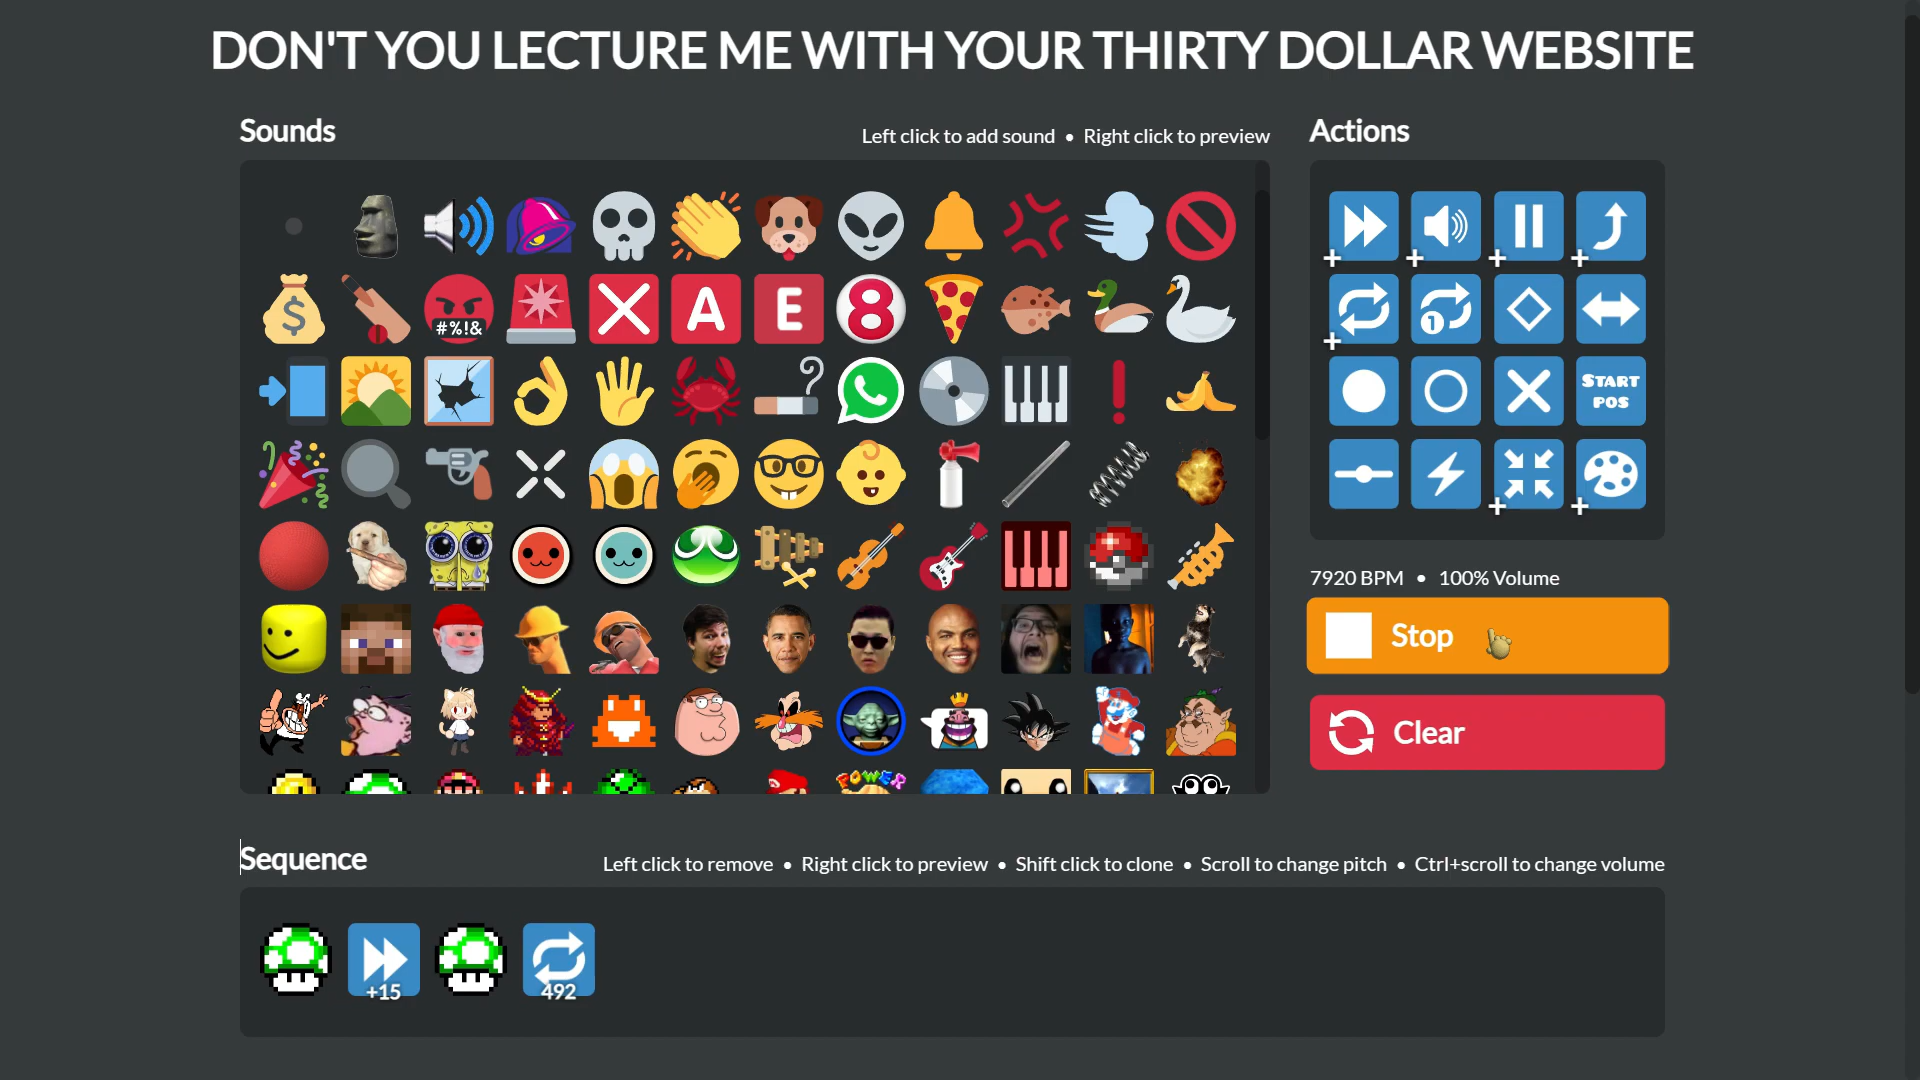 DON'T YOU LECTURE ME WITH YOUR THIRTY DOLLAR WEBSITE
Sounds
Left click to add sound • Right click to preview
Actions
#%!&
A
E
8
1
START
POS
7920 BPM • 100% Volume
Stop
Clear
POWER
Sequence
Left click to remove • Right click to preview • Shift click to clone • Scroll to change pitch • Ctrl+scroll to change volume
+15
492